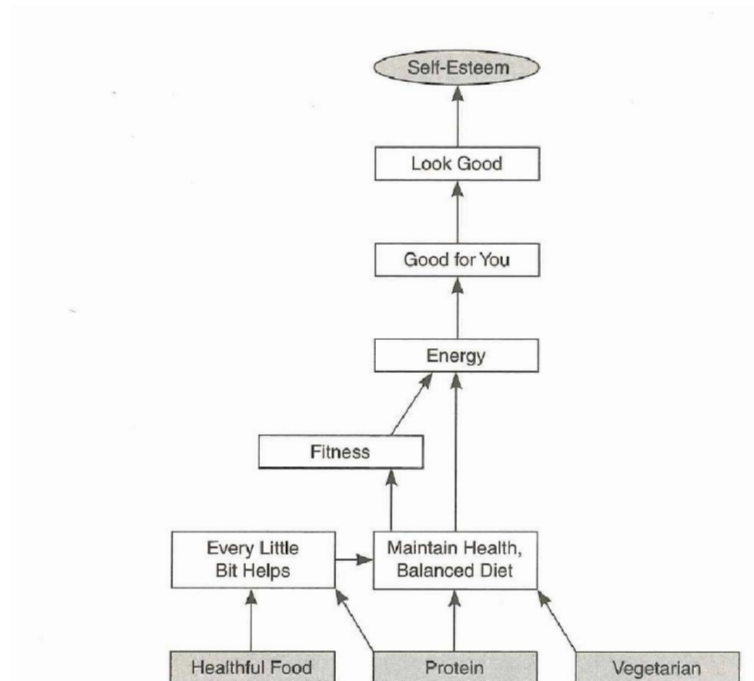 Self-Esteem
Look Good
Good for You
Energy
Fitness
Every Little
Bit Helps
Maintain Health,
Balanced Diet
Healthful Food
Protein
Vegetarian